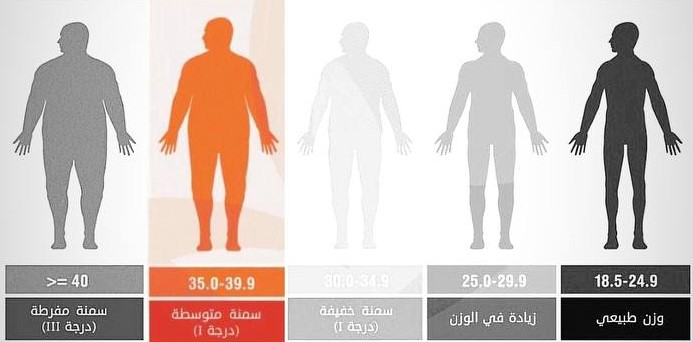 18.5-24.9
25.0-29.9
30.0-34.9
35.0-39.9
>= 40
وزن طبيعي
زيادة في الوزن
سمنة خفيفة
(درجة I)
سمنة متوسطة
(درجة I)
سمنة مفرطة
(درجة III)